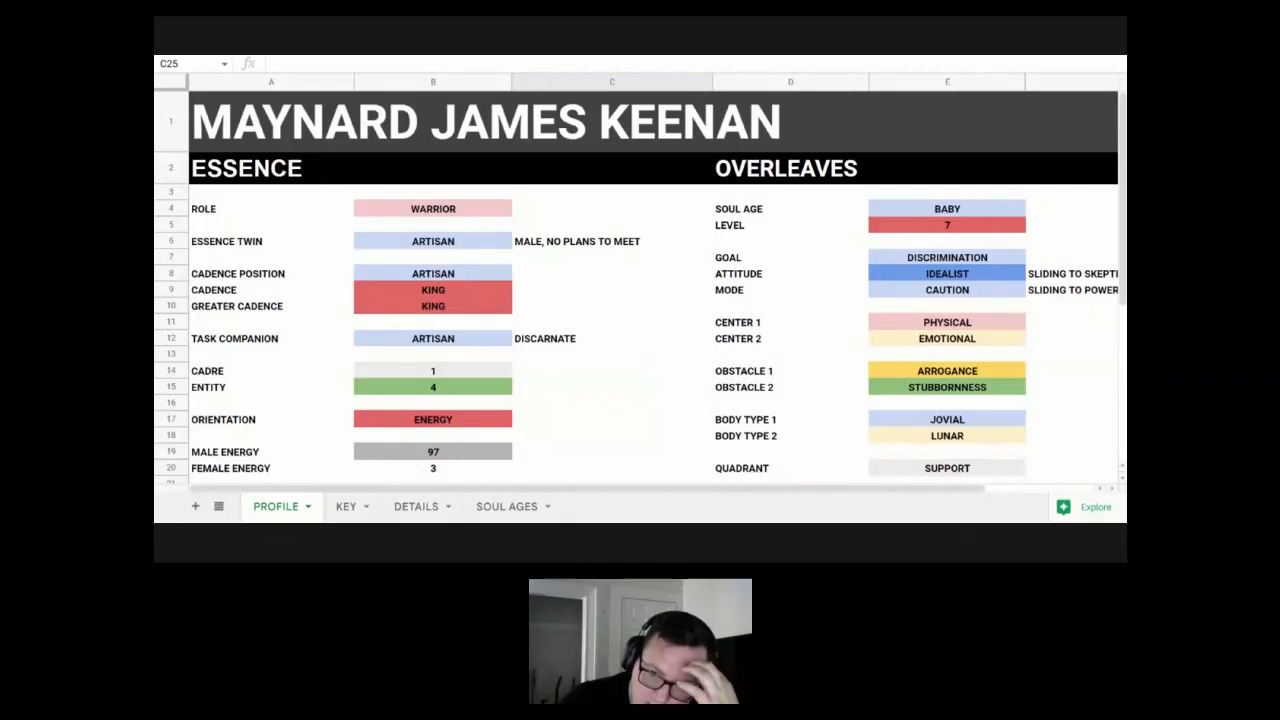 C25 fx
A B C D E
1 MAYNARD JAMES KEENAN
2 ESSENCE OVERLEAVES
3
4 ROLE WARRIOR SOUL AGE BABY
5 LEVEL 7
6 ESSENCE TWIN ARTISAN MALE, NO PLANS TO MEET
7 GOAL DISCRIMINATION
8 CADENCE POSITION ARTISAN ATTITUDE IDEALIST SLIDING TO SKEPTI
9 CADENCE KING MODE CAUTION SLIDING TO POWER
10 GREATER CADENCE KING
11 CENTER 1 PHYSICAL
12 TASK COMPANION ARTISAN DISCARNATE CENTER 2 EMOTIONAL
13
14 CADRE 1 OBSTACLE 1 ARROGANCE
15 ENTITY 4 OBSTACLE 2 STUBBORNNESS
16
17 ORIENTATION ENERGY BODY TYPE 1 JOVIAL
18 BODY TYPE 2 LUNAR
19 MALE ENERGY 97
20 FEMALE ENERGY 3 QUADRANT SUPPORT
21
PROFILE KEY DETAILS SOUL AGES Explore